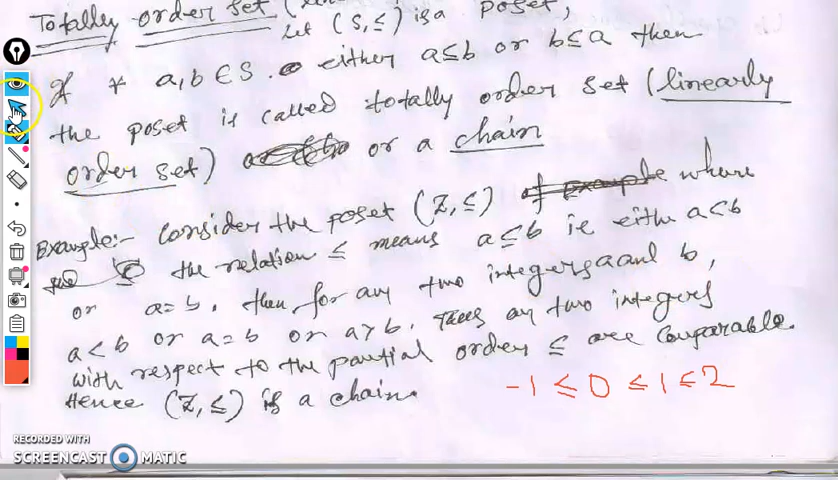 Totally order set (
Let (S,≤) is a poset,
If ∀ a,b ∈ S. either a≤b or b≤a then
the poset is called totally order set (linearly
order set) or a chain
Example:- Consider the poset (Z,≤) of example where
the relation ≤ means a≤b ie either a<b
or a=b, then for any two integers a and b,
a<b or a=b or a>b. Thus any two integers
with respect to the partial order ≤ are Comparable.
Hence (Z,≤) is a chain.
-1 ≤ 0 ≤ 1 ≤ 2
RECORDED WITH
SCREENCAST MATIC